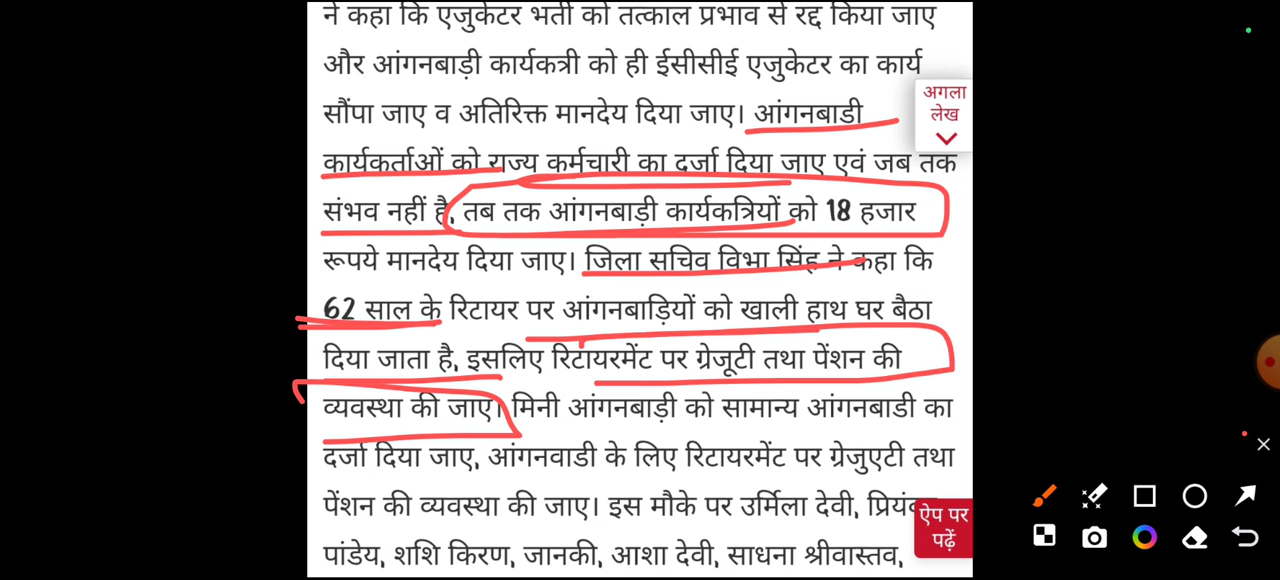 ने कहा कि एजुकेटर भर्ती को तत्काल प्रभाव से रद्द किया जाए
और आंगनबाड़ी कार्यकत्री को ही ईसीसीई एजुकेटर का कार्य
सौंपा जाए व अतिरिक्त मानदेय दिया जाए। आंगनबाडी
कार्यकर्ताओं को राज्य कर्मचारी का दर्जा दिया जाए एवं जब तक
संभव नहीं है, तब तक आंगनबाड़ी कार्यकत्रियों को 18 हजार
रूपये मानदेय दिया जाए। जिला सचिव विभा सिंह ने कहा कि
62 साल के रिटायर पर आंगनबाड़ियों को खाली हाथ घर बैठा
दिया जाता है, इसलिए रिटायरमेंट पर ग्रेजूटी तथा पेंशन की
व्यवस्था की जाए। मिनी आंगनबाड़ी को सामान्य आंगनबाडी का
दर्जा दिया जाए, आंगनवाडी के लिए रिटायरमेंट पर ग्रेजुएटी तथा
पेंशन की व्यवस्था की जाए। इस मौके पर उर्मिला देवी,
पांडेय, शशि किरण, जानकी, आशा देवी, साधना श्रीवास्तव,
अगला
लेख
ऐप पर
पढ़ें